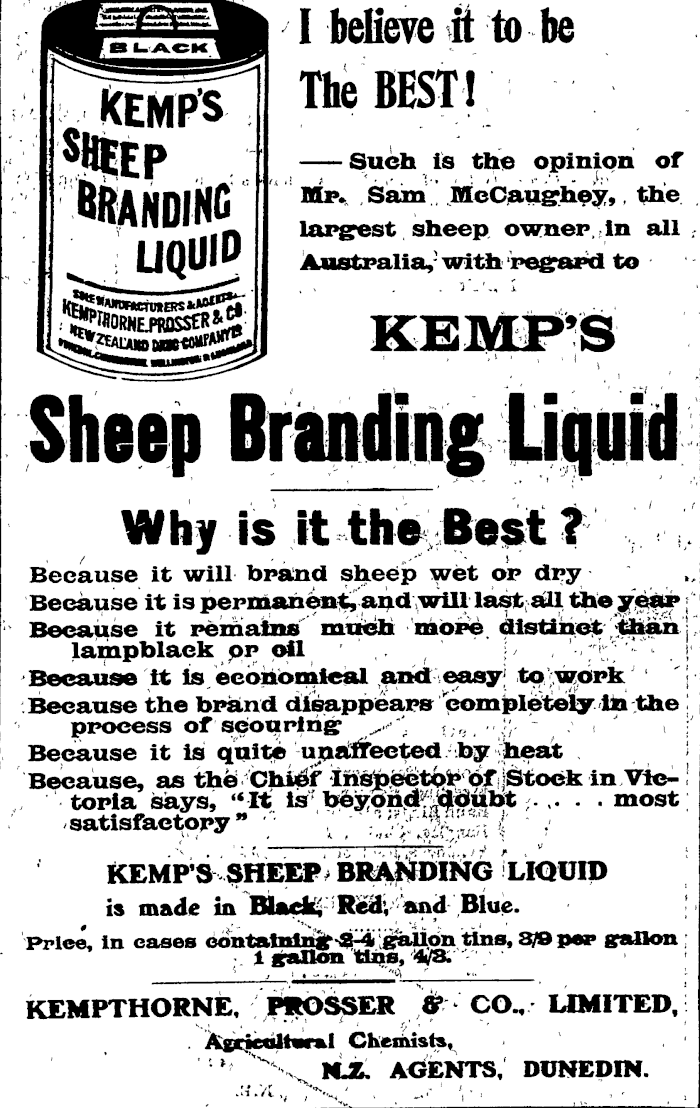 BLACK
KEMP'S
SHEEP
BRANDING
LIQUID
SOLE MANUFACTURERS & AGENTS
KEMPTHORNE. PROSSER & CO.
NEW ZEALAND DRUG COMPANY LTD
I believe it to be
The BEST!
— Such is the opinion of
Mr. Sam McCaughey, the
largest sheep owner in all
Australia, with regard to
KEMP'S
Sheep Branding Liquid
Why is it the Best ?
Because it will brand sheep wet or dry
Because it is permanent, and will last all the year
Because it remains much more distinct than
lampblack or oil
Because it is economical and easy to work
Because the brand disappears completely in the
process of scouring
Because it is quite unaffected by heat
Because, as the Chief Inspector of Stock in Vic-
toria says, "It is beyond doubt . . . . most
satisfactory"
KEMP'S SHEEP BRANDING LIQUID
is made in Black, Red, and Blue.
Price, in cases containing 2-4 gallon tins, 3/9 per gallon
1 gallon tins, 4/3.
KEMPTHORNE, PROSSER & CO., LIMITED,
Agricultural Chemists,
N.Z. AGENTS, DUNEDIN.